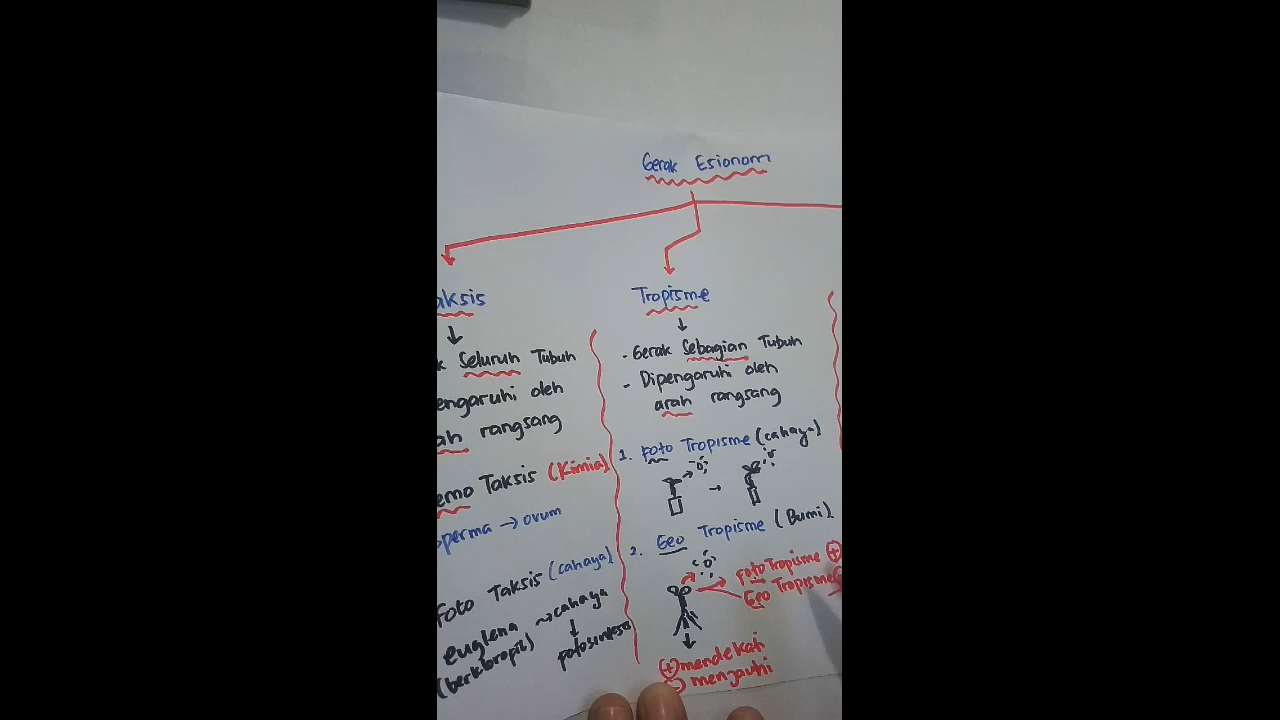 Gerak Esionom
aksis
k Seluruh Tubuh
engaruhi oleh
ah rangsang
emo Taksis (Kimia)
perma → ovum
Foto Taksis (cahaya)
euglena → cahaya
(berkloropil) ↓ potosintesis
Tropisme
- Gerak Sebagian Tubuh
- Dipengaruhi oleh
arah rangsang
1. Foto Tropisme (cahaya)
2. Geo Tropisme (Bumi)
Foto Tropisme (+)
Geo Tropisme
(+) mendekati
(-) menjauhi